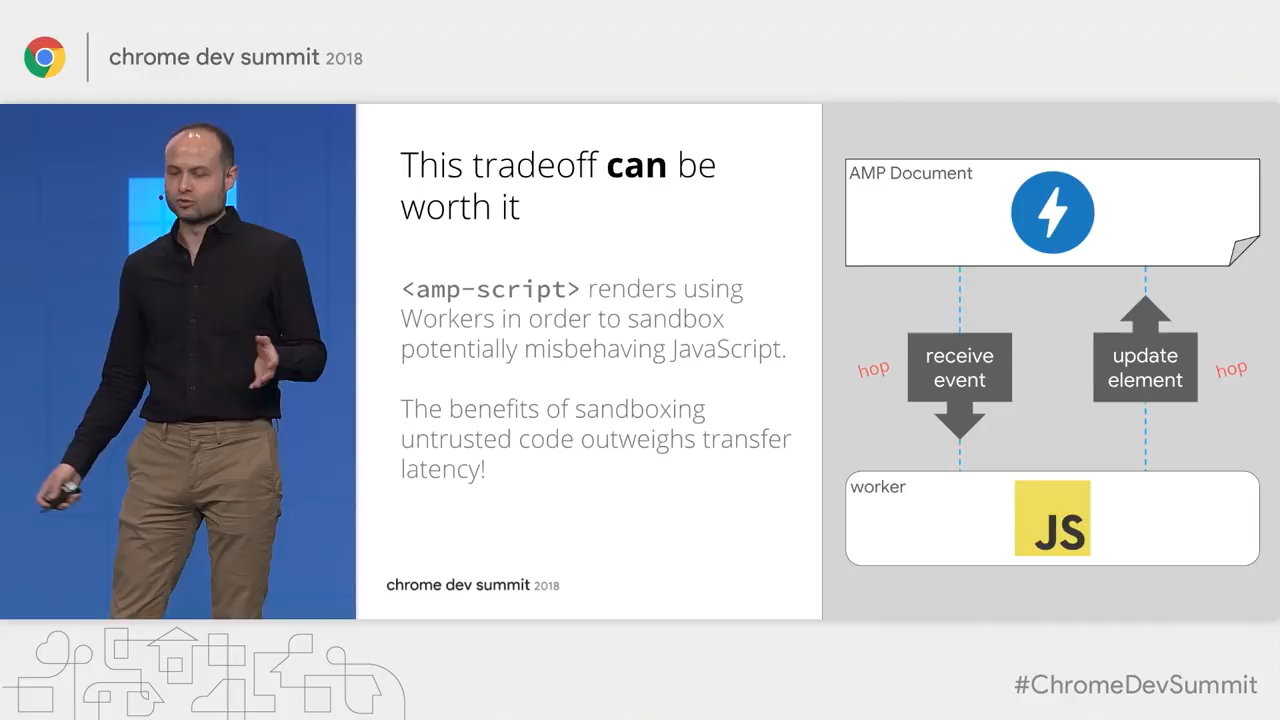 chrome dev summit 2018
This tradeoff can be
worth it
<amp-script> renders using
Workers in order to sandbox
potentially misbehaving JavaScript.
The benefits of sandboxing
untrusted code outweighs transfer
latency!
chrome dev summit 2018
AMP Document
hop
receive
event
update
element
hop
worker
JS
#ChromeDevSummit